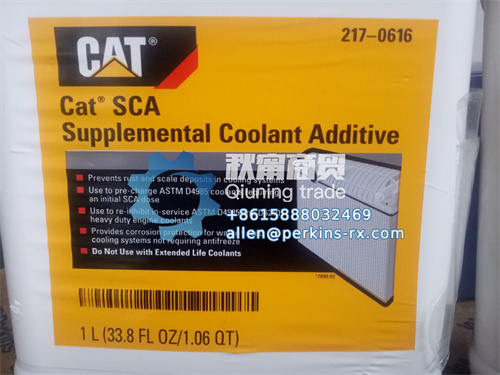 CAT
217-0616
Cat® SCA
Supplemental Coolant Additive
Prevents rust and scale deposits in cooling systems
Use to pre-charge ASTM D4985 coolants requiring
an initial SCA dose
Use to re-inhibit in-service ASTM D4985
heavy duty engine coolants
Provides corrosion protection for
cooling systems not requiring antifreeze
Do Not Use with Extended Life Coolants
秋甯商贸
Qiuning trade
+8615888032469
allen@perkins-rx.com
1 L (33.8 FL OZ/1.06 QT)